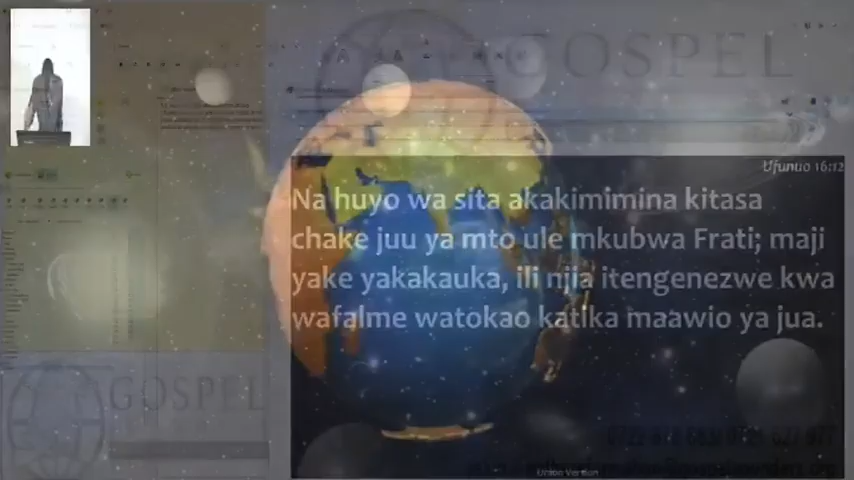 GOSPEL
Ufunuo 16:12
Na huyo wa sita akakimimina kitasa
chake juu ya mto ule mkubwa Frati; maji
yake yakakauka, ili njia itengenezwe kwa
wafalme watokao katika maawio ya jua.
GOSPEL
Union Version